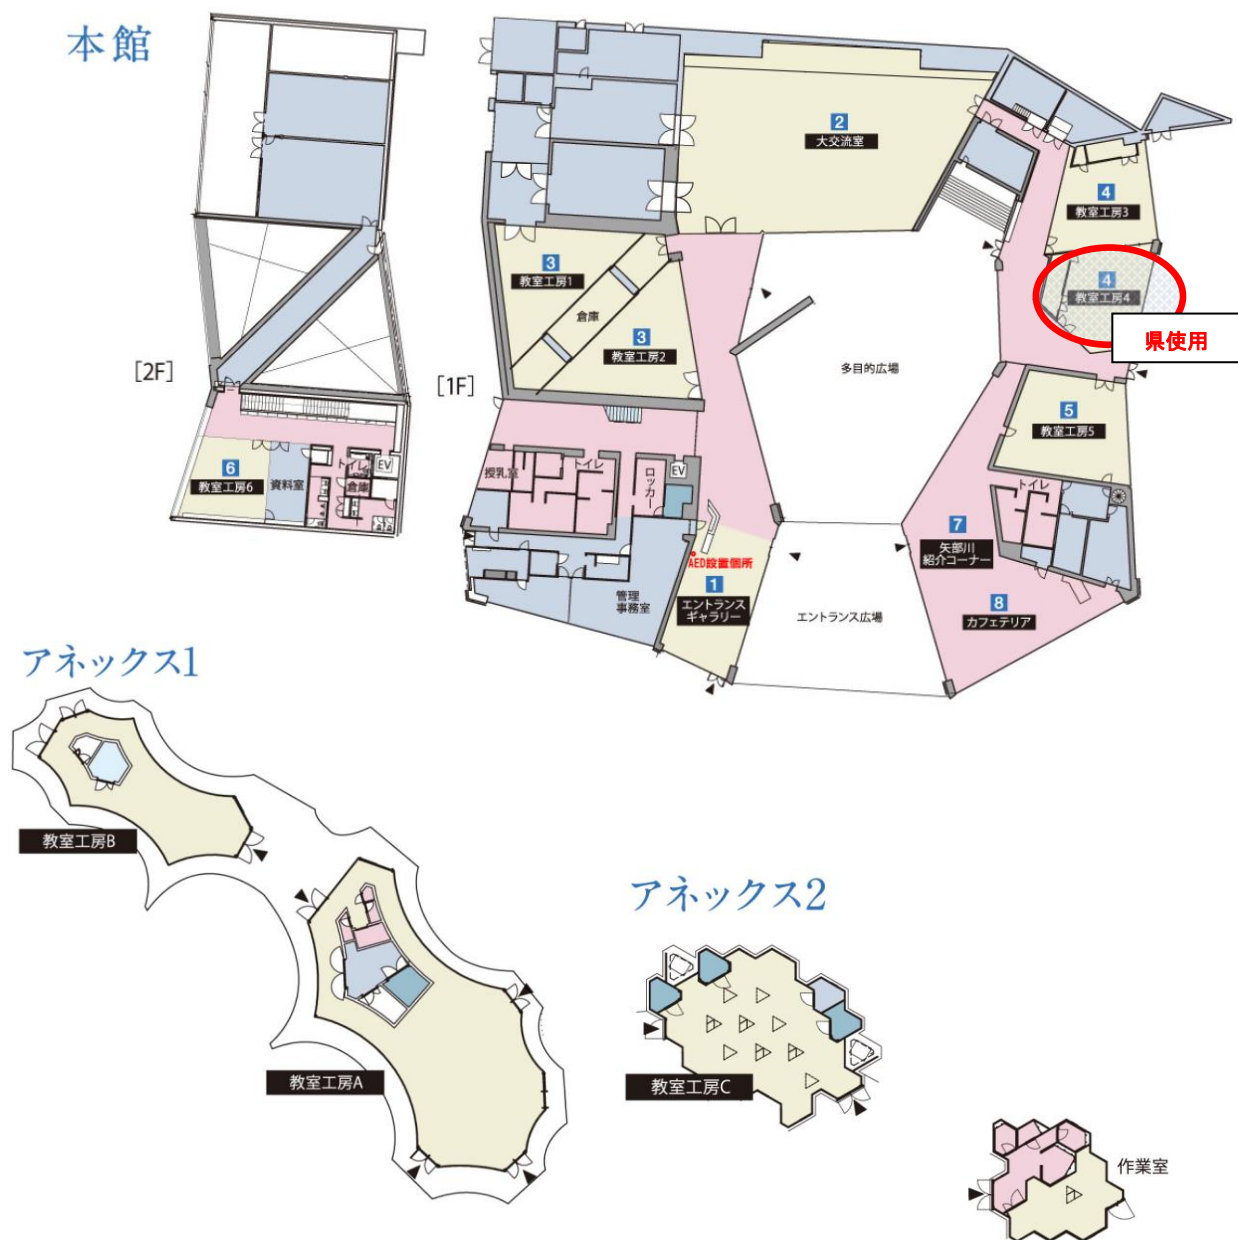 本館
[2F]
6
教室工房6
資料室
トイレ
倉庫
EV
[1F]
2
大交流室
3
教室工房1
倉庫
3
教室工房2
4
教室工房3
4
教室工房4
県使用
多目的広場
5
教室工房5
授乳室
トイレ
ロッカー
EV
トイレ
7
矢部川
紹介コーナー
AED設置個所
1
エントランス
ギャラリー
管理
事務室
エントランス広場
8
カフェテリア
アネックス1
教室工房B
教室工房A
アネックス2
教室工房C
作業室